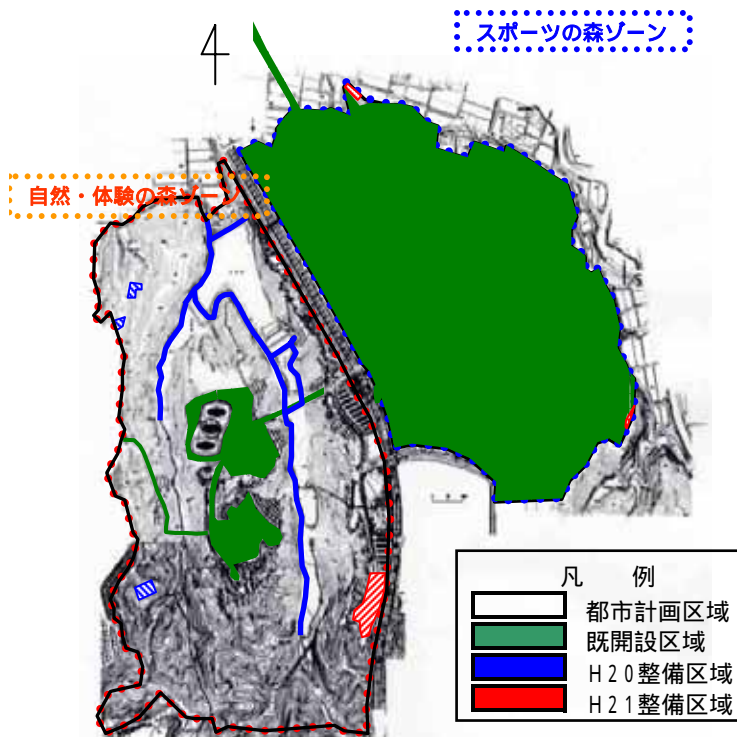 スポーツの森ゾーン
自然・体験の森ゾーン
凡 例
都市計画区域
既開設区域
H20整備区域
H21整備区域